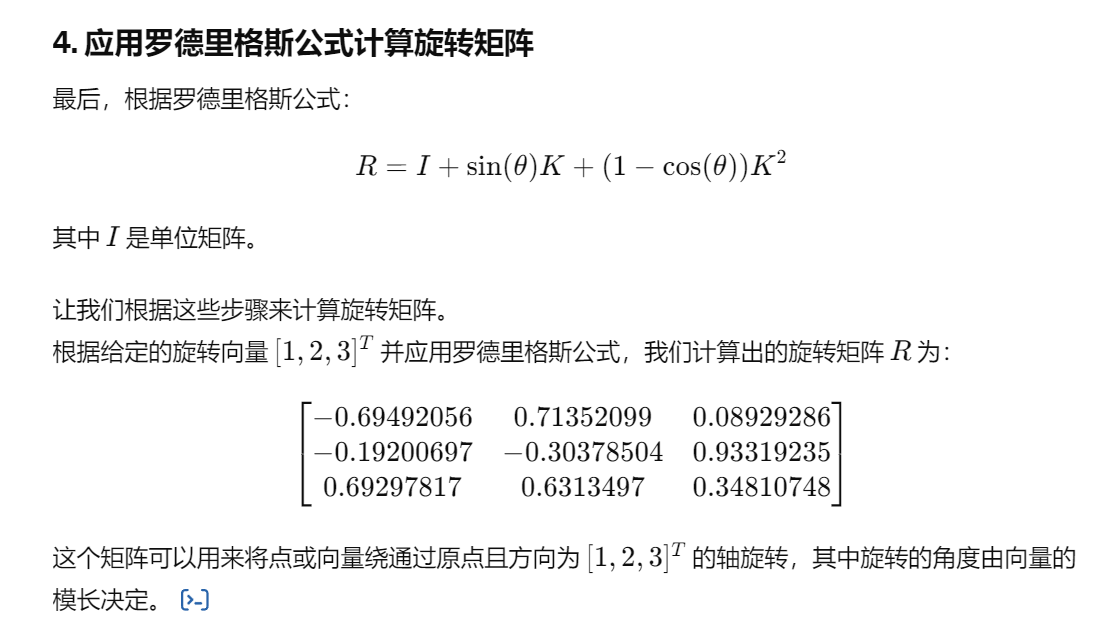 4. 应用罗德里格斯公式计算旋转矩阵
最后，根据罗德里格斯公式：
R = I + sin(θ)K + (1 − cos(θ))K²
其中 I 是单位矩阵。
让我们根据这些步骤来计算旋转矩阵。
根据给定的旋转向量 [1, 2, 3]ᵀ 并应用罗德里格斯公式，我们计算出的旋转矩阵 R 为：
−0.69492056 0.71352099 0.08929286
−0.19200697 −0.30378504 0.93319235
0.69297817 0.6313497 0.34810748
这个矩阵可以用来将点或向量绕通过原点且方向为 [1, 2, 3]ᵀ 的轴旋转，其中旋转的角度由向量的
模长决定。 [>-]